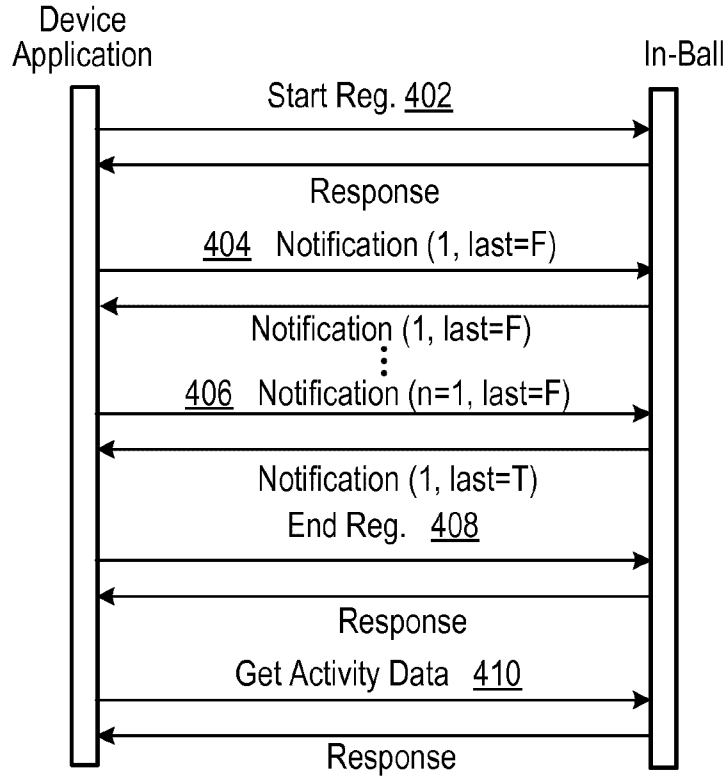 Device
Application
In-Ball
Start Reg. 402
Response
404 Notification (1, last=F)
Notification (1, last=F)
406 Notification (n=1, last=F)
Notification (1, last=T)
End Reg. 408
Response
Get Activity Data 410
Response